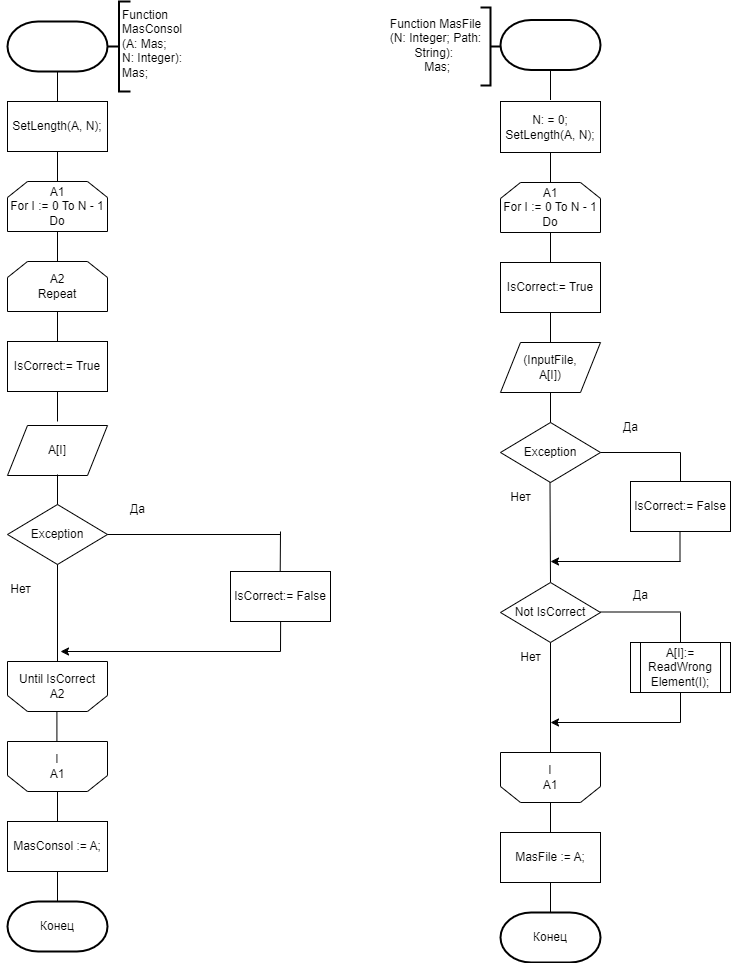 Function
MasConsol
(A: Mas;
N: Integer):
Mas;
SetLength(A, N);
A1
For I := 0 To N - 1
Do
A2
Repeat
IsCorrect:= True
A[I]
Exception
Да
Нет
IsCorrect:= False
Until IsCorrect
A2
I
A1
MasConsol := A;
Конец
Function MasFile
(N: Integer; Path:
String):
Mas;
N: = 0;
SetLength(A, N);
A1
For I := 0 To N - 1
Do
IsCorrect:= True
(InputFile,
A[I])
Exception
Да
Нет
IsCorrect:= False
Not IsCorrect
Да
Нет
A[I]:=
ReadWrong
Element(I);
I
A1
MasFile := A;
Конец